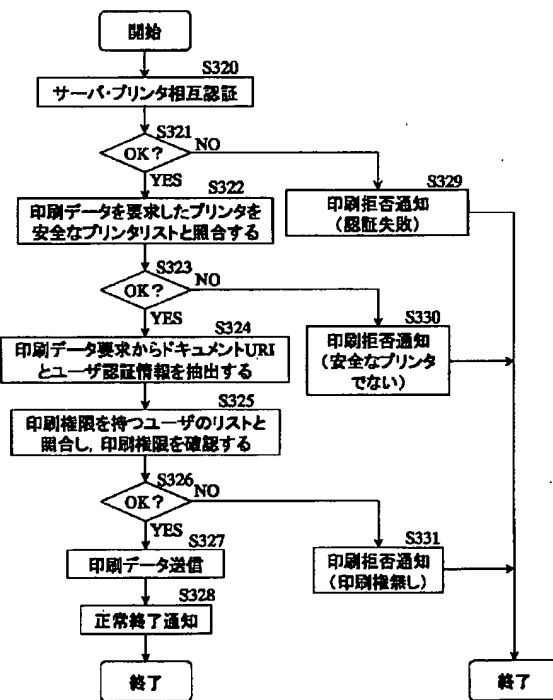 開始
S320
サーバ・プリンタ相互認証
S321
OK?
NO
YES
S322
印刷データを要求したプリンタを
安全なプリンタリストと照合する
S329
印刷拒否通知
(認証失敗)
S323
OK?
NO
YES
S324
印刷データ要求からドキュメントURI
とユーザ認証情報を抽出する
S330
印刷拒否通知
(安全なプリンタ
でない)
S325
印刷権限を持つユーザのリストと
照合し,印刷権限を確認する
S326
OK?
NO
YES
S327
印刷データ送信
S331
印刷拒否通知
(印刷権無し)
S328
正常終了通知
終了
終了